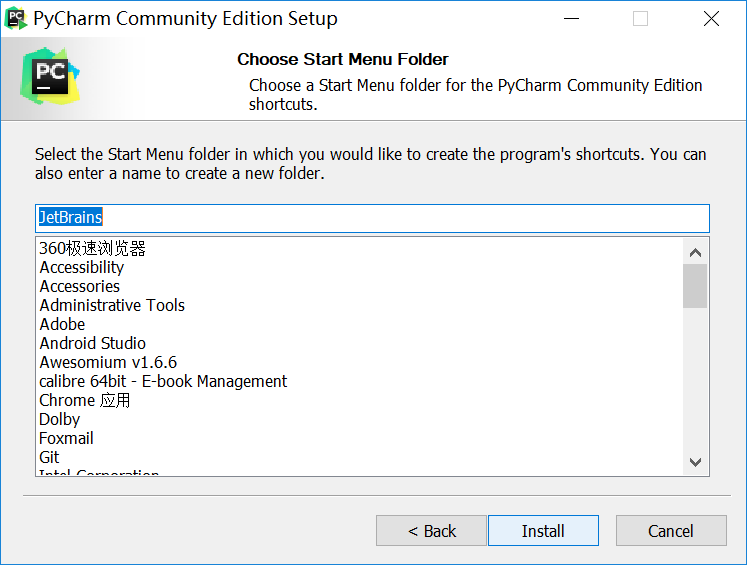 PyCharm Community Edition Setup
PC
Choose Start Menu Folder
Choose a Start Menu folder for the PyCharm Community Edition
shortcuts.
Select the Start Menu folder in which you would like to create the program's shortcuts. You can
also enter a name to create a new folder.
JetBrains
360极速浏览器
Accessibility
Accessories
Administrative Tools
Adobe
Android Studio
Awesomium v1.6.6
calibre 64bit - E-book Management
Chrome 应用
Dolby
Foxmail
Git
Intel Corporation
< Back
Install
Cancel